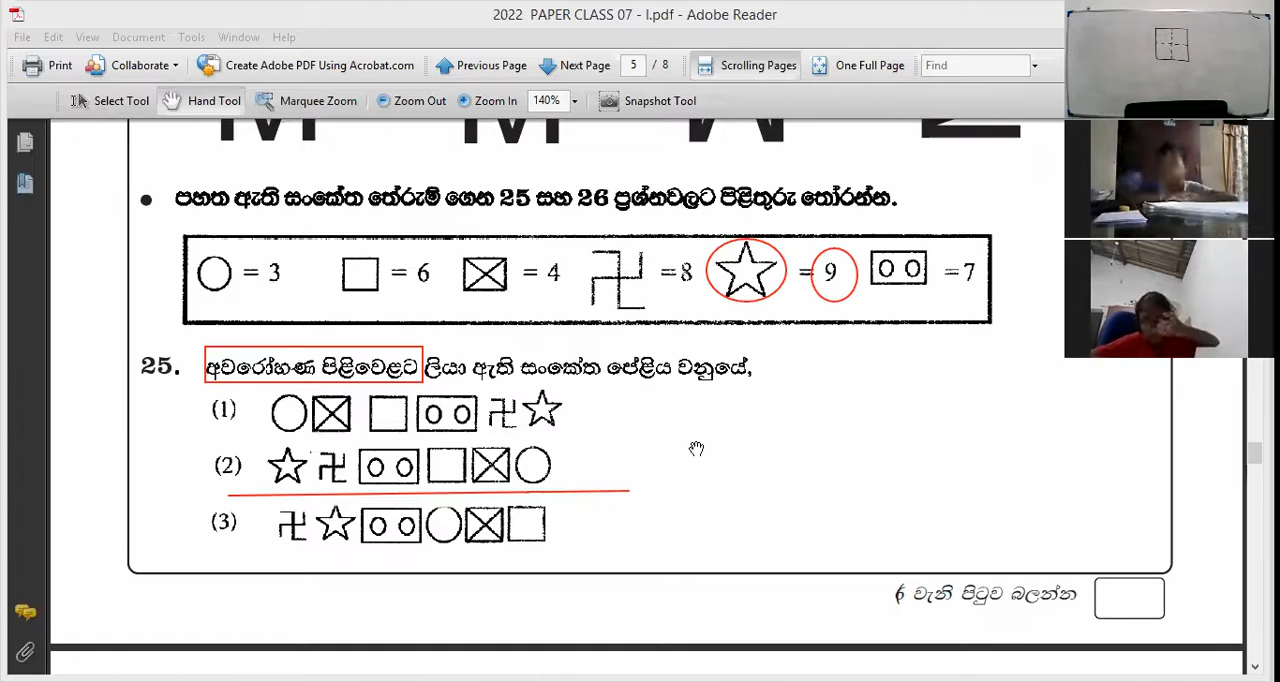 2022 PAPER CLASS 07 - I.pdf - Adobe Reader
File Edit View Document Tools Window Help
Print Collaborate Create Adobe PDF Using Acrobat.com Previous Page Next Page 5 / 8 Scrolling Pages One Full Page Find
Select Tool Hand Tool Marquee Zoom Zoom Out Zoom In 140% Snapshot Tool
• පහත ඇති සංකේත තේරුම් ගෙන 25 සහ 26 ප්‍රශ්නවලට පිළිතුරු තෝරන්න.
= 3 = 6 = 4 =8 = 9 =7
25. අවරෝහණ පිළිවෙළට ලියා ඇති සංකේත පේළිය වනුයේ,
(1)
(2)
(3)
6 වැනි පිටුව බලන්න